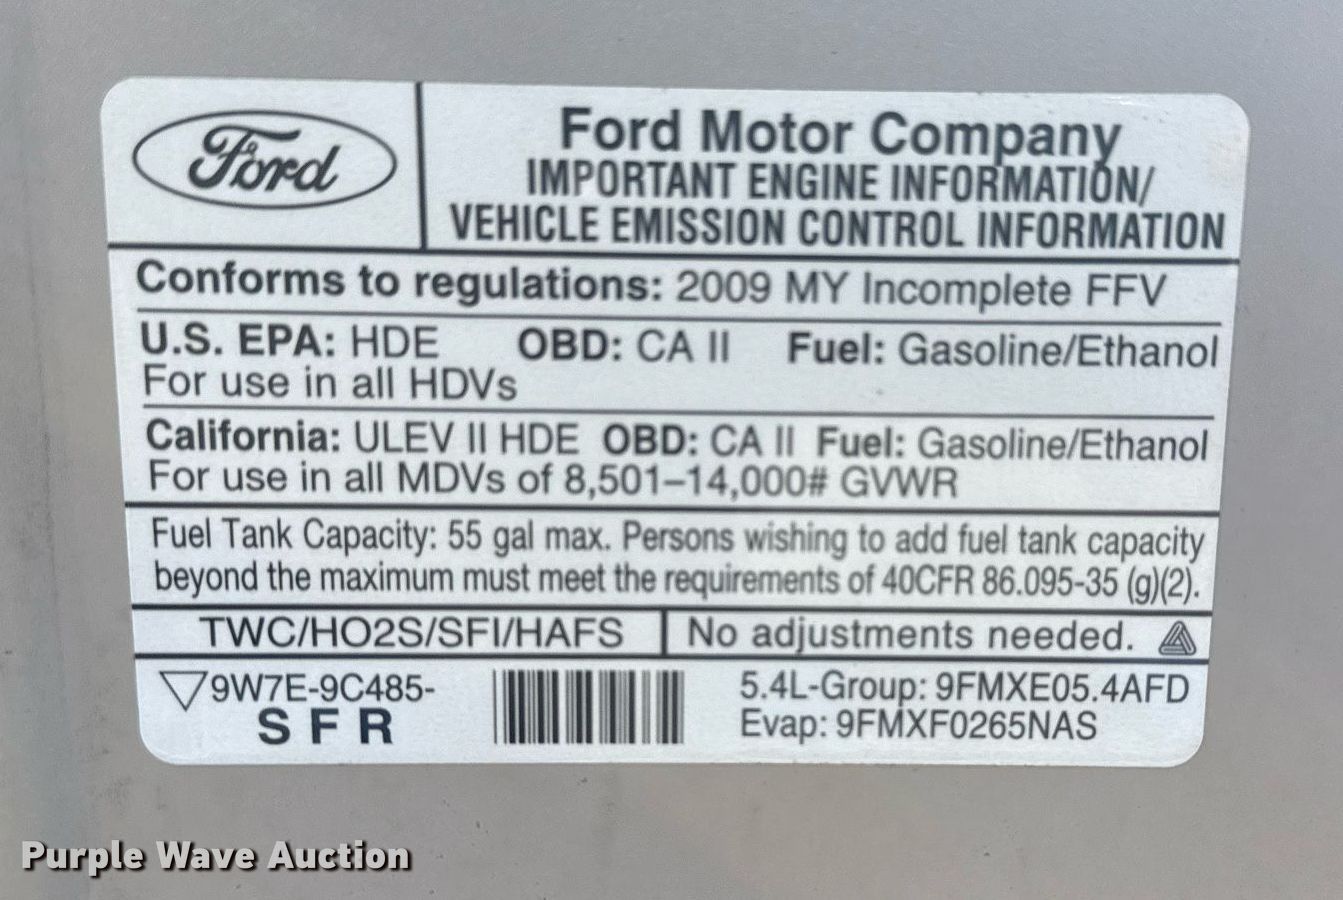 Ford
Ford Motor Company
IMPORTANT ENGINE INFORMATION/
VEHICLE EMISSION CONTROL INFORMATION
Conforms to regulations: 2009 MY Incomplete FFV
U.S. EPA: HDE OBD: CA II Fuel: Gasoline/Ethanol
For use in all HDVs
California: ULEV II HDE OBD: CA II Fuel: Gasoline/Ethanol
For use in all MDVs of 8,501–14,000# GVWR
Fuel Tank Capacity: 55 gal max. Persons wishing to add fuel tank capacity
beyond the maximum must meet the requirements of 40CFR 86.095-35 (g)(2).
TWC/HO2S/SFI/HAFS No adjustments needed.
9W7E-9C485-
SFR
5.4L-Group: 9FMXE05.4AFD
Evap: 9FMXF0265NAS
Purple Wave Auction